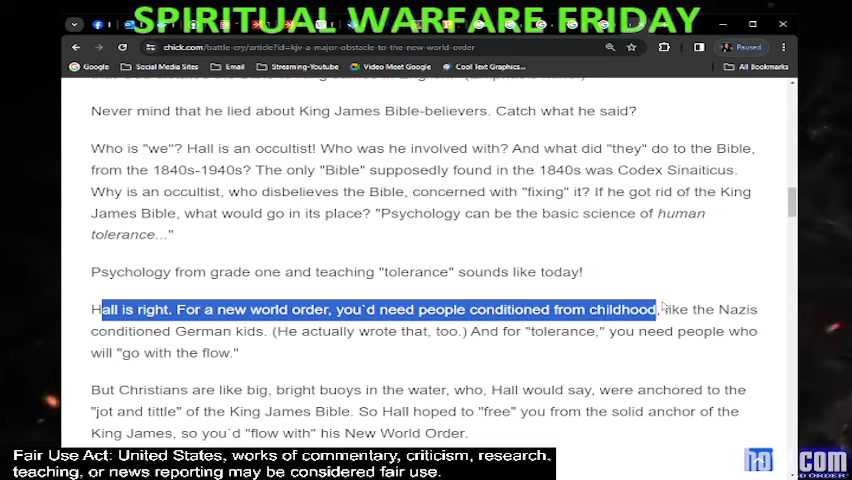 SPIRITUAL WARFARE FRIDAY
chick.com/battle-cry/article?id=kjv-a-major-obstacle-to-the-new-world-order
Paused
Google Social Media Sites Email Streaming-Youtube Video Meet Google Cool Text Graphics... All Bookmarks
Never mind that he lied about King James Bible-believers. Catch what he said?
Who is "we"? Hall is an occultist! Who was he involved with? And what did "they" do to the Bible,
from the 1840s-1940s? The only "Bible" supposedly found in the 1840s was Codex Sinaiticus.
Why is an occultist, who disbelieves the Bible, concerned with "fixing" it? If he got rid of the King
James Bible, what would go in its place? "Psychology can be the basic science of human
tolerance..."
Psychology from grade one and teaching "tolerance" sounds like today!
Hall is right. For a new world order, you`d need people conditioned from childhood, like the Nazis
conditioned German kids. (He actually wrote that, too.) And for "tolerance," you need people who
will "go with the flow."
But Christians are like big, bright buoys in the water, who, Hall would say, were anchored to the
"jot and tittle" of the King James Bible. So Hall hoped to "free" you from the solid anchor of the
King James, so you`d "flow with" his New World Order.
Fair Use Act: United States, works of commentary, criticism, research,
teaching, or news reporting may be considered fair use.